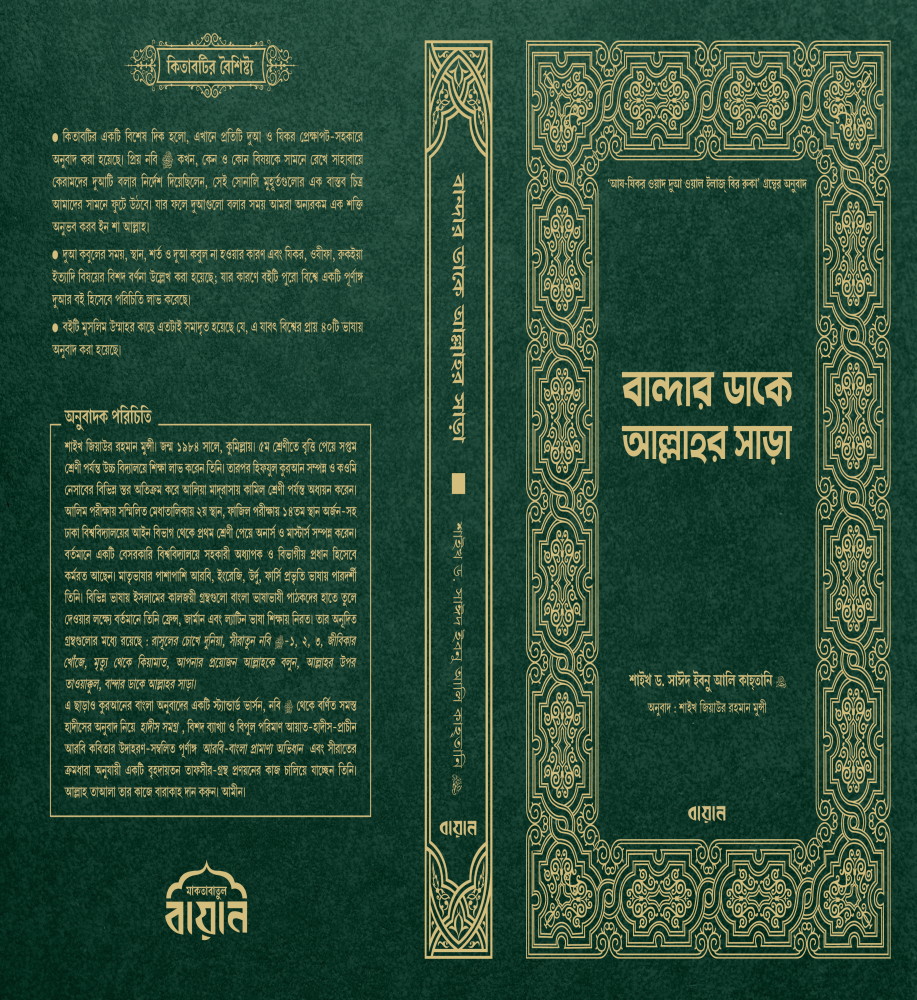 কিতাবটির বৈশিষ্ট্য
● কিতাবটির একটি বিশেষ দিক হলো, এখানে প্রতিটি দুআ ও যিকর প্রেক্ষাপট-সহকারে
অনুবাদ করা হয়েছে। প্রিয় নবি ﷺ কখন, কেন ও কোন বিষয়কে সামনে রেখে সাহাবায়ে
কেরামদের দুআটি বলার নির্দেশ দিয়েছিলেন, সেই সোনালি মুহূর্তগুলোর এক বাস্তব চিত্র
আমাদের সামনে ফুটে উঠবে। যার ফলে দুআগুলো বলার সময় আমরা অন্যরকম এক শক্তি
অনুভব করব ইন শা আল্লাহ।
● দুআ কবুলের সময়, স্থান, শর্ত ও দুআ কবুল না হওয়ার কারণ এবং যিকর, ওযীফা, রুকইয়া
ইত্যাদি বিষয়ের বিশদ বর্ণনা উল্লেখ করা হয়েছে; যার কারণে বইটি পুরো বিশ্বে একটি পূর্ণাঙ্গ
দুআর বই হিসেবে পরিচিতি লাভ করেছে।
● বইটি মুসলিম উম্মাহর কাছে এতটাই সমাদৃত হয়েছে যে, এ যাবৎ বিশ্বের প্রায় ৪০টি ভাষায়
অনুবাদ করা হয়েছে।
অনুবাদক পরিচিতি
শাইখ জিয়াউর রহমান মুন্সী। জন্ম ১৯৮৪ সালে, কুমিল্লায়। ৫ম শ্রেণীতে বৃত্তি পেয়ে সপ্তম
শ্রেণী পর্যন্ত উচ্চ বিদ্যালয়ে শিক্ষা লাভ করেন তিনি। তারপর হিফযুল কুরআন সম্পন্ন ও কওমি
নেসাবের বিভিন্ন স্তর অতিক্রম করে আলিয়া মাদ্‌রাসায় কামিল শ্রেণী পর্যন্ত অধ্যয়ন করেন।
আলিম পরীক্ষায় সম্মিলিত মেধাতালিকায় ২য় স্থান, ফাজিল পরীক্ষায় ১৪তম স্থান অর্জন-সহ
ঢাকা বিশ্ববিদ্যালয়ের আইন বিভাগ থেকে প্রথম শ্রেণী পেয়ে অনার্স ও মাস্টার্স সম্পন্ন করেন।
বর্তমানে একটি বেসরকারি বিশ্ববিদ্যালয়ে সহকারী অধ্যাপক ও বিভাগীয় প্রধান হিসেবে
কর্মরত আছেন। মাতৃভাষার পাশাপাশি আরবি, ইংরেজি, উর্দু, ফার্সি প্রভৃতি ভাষায় পারদর্শী
তিনি। বিভিন্ন ভাষায় ইসলামের কালজয়ী গ্রন্থগুলো বাংলা ভাষাভাষী পাঠকদের হাতে তুলে
দেওয়ার লক্ষ্যে বর্তমানে তিনি ফ্রেন্স, জার্মান এবং ল্যাটিন ভাষা শিক্ষায় নিরত। তার অনূদিত
গ্রন্থগুলোর মধ্যে রয়েছে : রাসূলের চোখে দুনিয়া, সীরাতুন নবি ﷺ-১, ২, ৩, জীবিকার
খোঁজে, মৃত্যু থেকে কিয়ামাত, আপনার প্রয়োজন আল্লাহকে বলুন, আল্লাহর উপর
তাওয়াক্কুল, বান্দার ডাকে আল্লাহর সাড়া।
এ ছাড়াও কুরআনের বাংলা অনুবাদের একটি স্ট্যান্ডার্ড ভার্সন, নবি ﷺ থেকে বর্ণিত সমস্ত
হাদীসের অনুবাদ নিয়ে হাদীস সমগ্র, বিশদ ব্যাখ্যা ও বিপুল পরিমাণ আয়াত-হাদীস-প্রাচীন
আরবি কবিতার উদাহরণ-সম্বলিত পূর্ণাঙ্গ আরবি-বাংলা প্রামাণ্য অভিধান এবং সীরাতের
ক্রমধারা অনুযায়ী একটি বৃহদায়তন তাফসীর-গ্রন্থ প্রণয়নের কাজ চালিয়ে যাচ্ছেন তিনি।
আল্লাহ তাআলা তার কাজে বারাকাহ দান করুন। আমীন।
মাকতাবাতুল
বায়ান
বান্দার ডাকে আল্লাহর সাড়া
শাইখ ড. সাঈদ ইবনু আলি কাহ্‌তানি
বায়ান
‘আয-যিকর ওয়াদ দুআ ওয়াল ইলাজ বির রুকা’ গ্রন্থের অনুবাদ
বান্দার ডাকে
আল্লাহর সাড়া
শাইখ ড. সাঈদ ইবনু আলি কাহ্‌তানি
অনুবাদ : শাইখ জিয়াউর রহমান মুন্সী
বায়ান